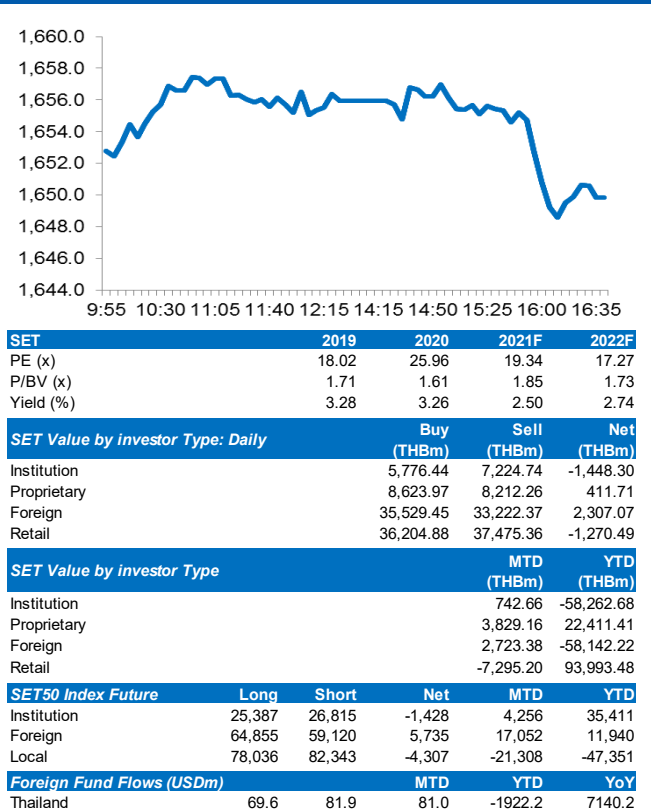 1,660.0
1,658.0
1,656.0
1,654.0
1,652.0
1,650.0
1,648.0
1,646.0
1,644.0
9:55 10:30 11:05 11:40 12:15 14:15 14:50 15:25 16:00 16:35
SET 2019 2020 2021F 2022F
PE (x) 18.02 25.96 19.34 17.27
P/BV (x) 1.71 1.61 1.85 1.73
Yield (%) 3.28 3.26 2.50 2.74
SET Value by investor Type: Daily Buy Sell Net
(THBm) (THBm) (THBm)
Institution 5,776.44 7,224.74 -1,448.30
Proprietary 8,623.97 8,212.26 411.71
Foreign 35,529.45 33,222.37 2,307.07
Retail 36,204.88 37,475.36 -1,270.49
SET Value by investor Type MTD YTD
(THBm) (THBm)
Institution 742.66 -58,262.68
Proprietary 3,829.16 22,411.41
Foreign 2,723.38 -58,142.22
Retail -7,295.20 93,993.48
SET50 Index Future Long Short Net MTD YTD
Institution 25,387 26,815 -1,428 4,256 35,411
Foreign 64,855 59,120 5,735 17,052 11,940
Local 78,036 82,343 -4,307 -21,308 -47,351
Foreign Fund Flows (USDm) MTD YTD YoY
Thailand 69.6 81.9 81.0 -1922.2 7140.2